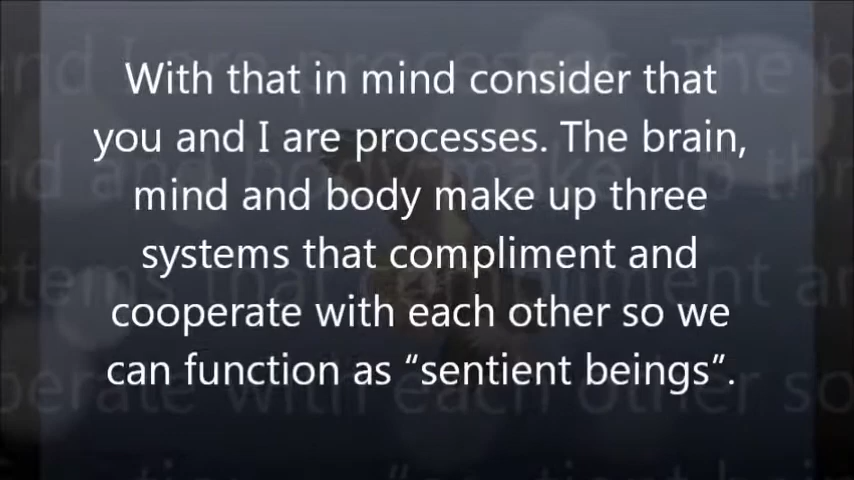 With that in mind consider that
you and I are processes. The brain,
mind and body make up three
systems that compliment and
cooperate with each other so we
can function as “sentient beings”.